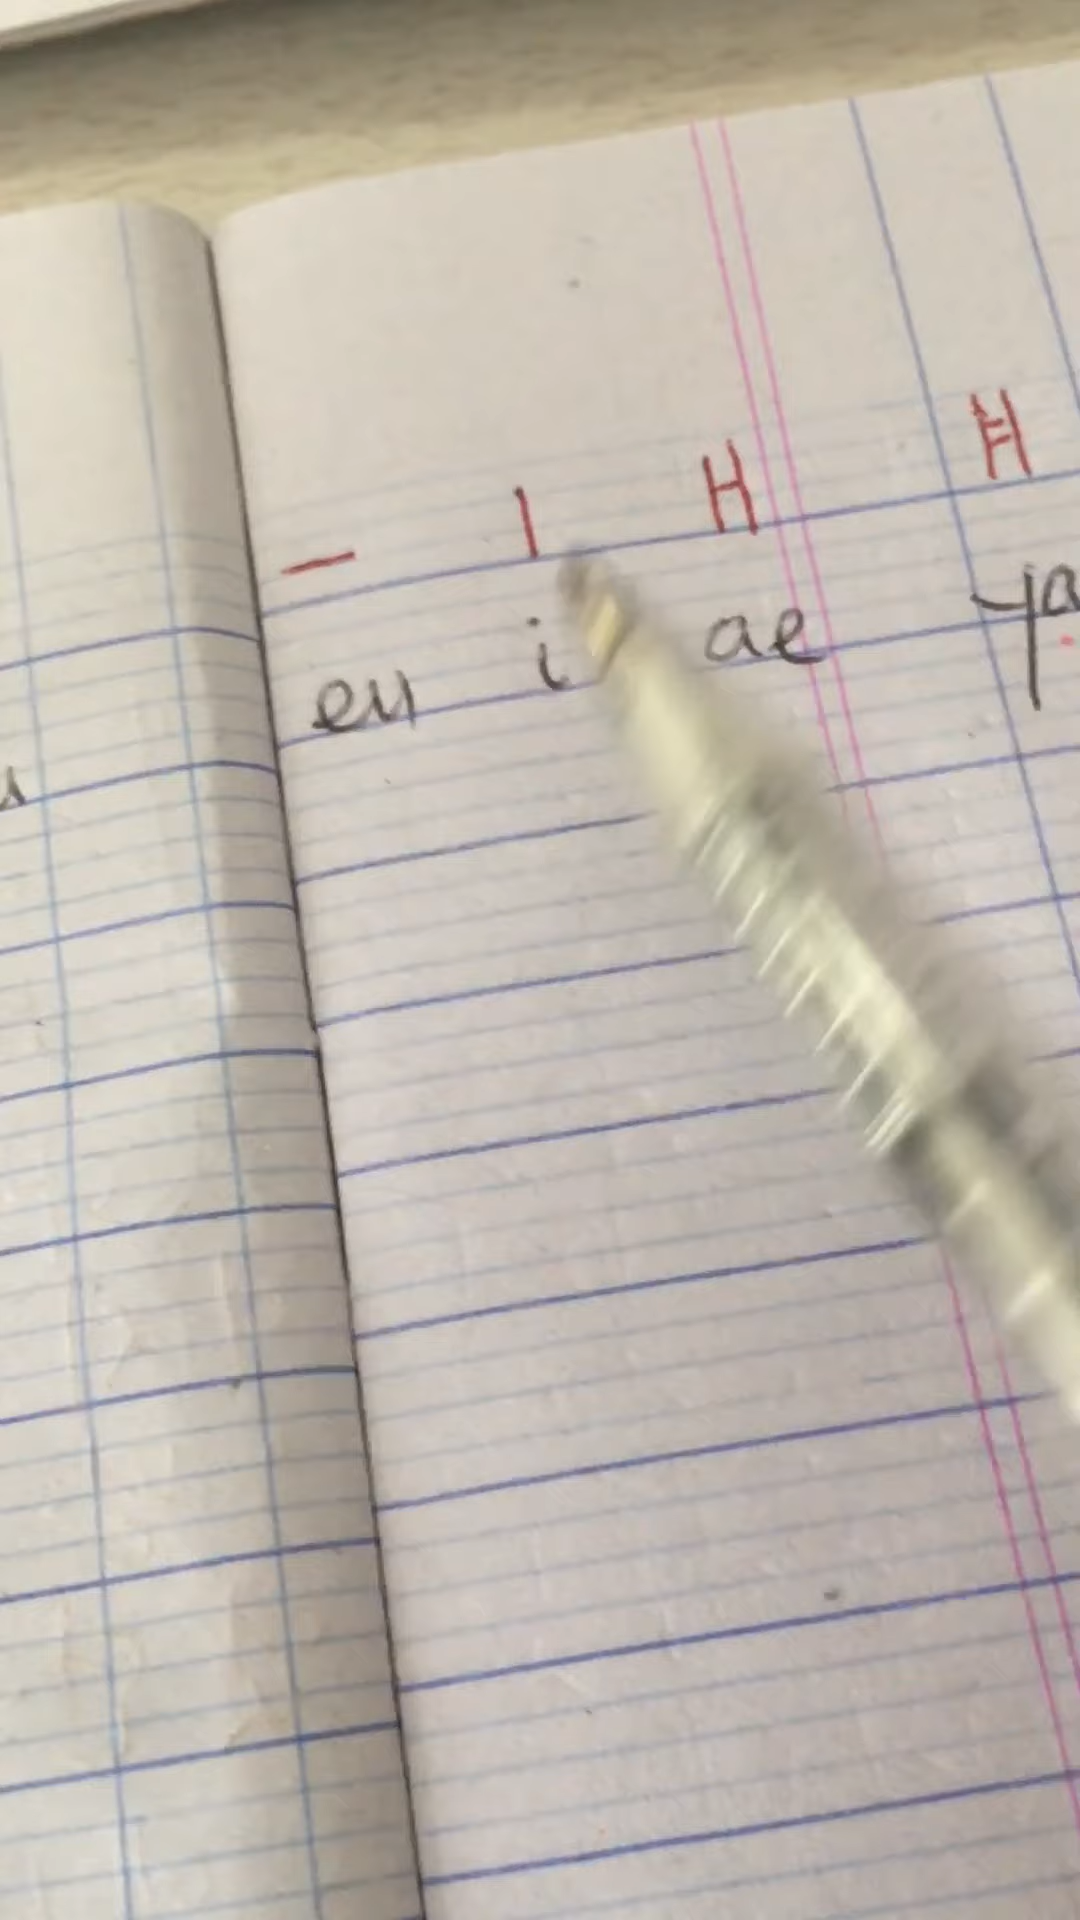 ㅡ ㅣ ㅐ ㅒ
eu i ae ya